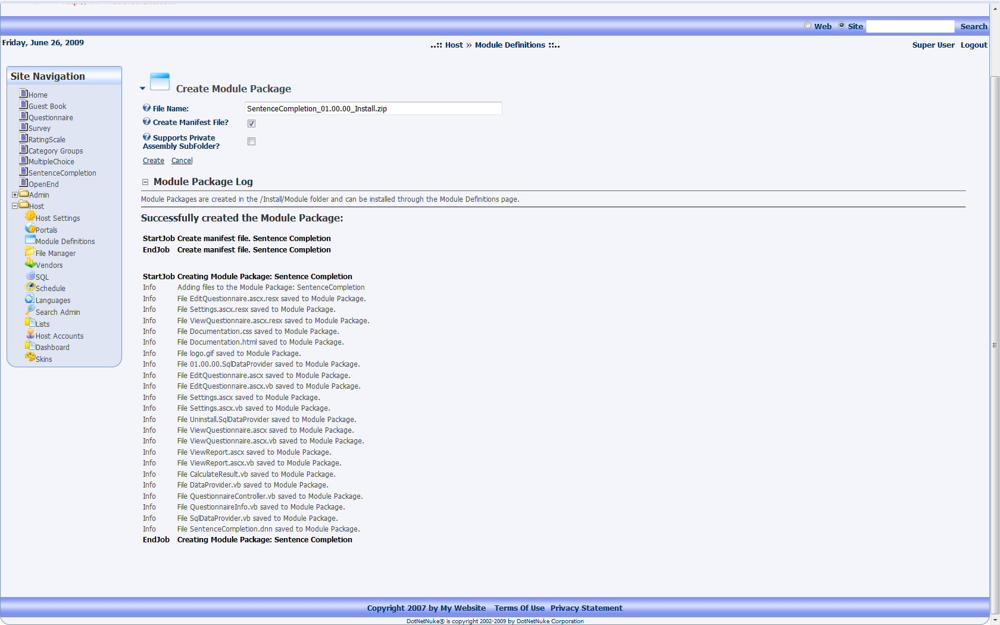 Web Site Search
Friday, June 26, 2009
..:: Host » Module Definitions ::..
Super User Logout
Site Navigation
Home
Guest Book
Questionnaire
Survey
RatingScale
Category Groups
MultipleChoice
SentenceCompletion
OpenEnd
Admin
Host
Host Settings
Portals
Module Definitions
File Manager
Vendors
SQL
Schedule
Languages
Search Admin
Lists
Host Accounts
Dashboard
Skins
Create Module Package
File Name: SentenceCompletion_01.00.00_Install.zip
Create Manifest File?
Supports Private
Assembly SubFolder?
Create Cancel
Module Package Log
Module Packages are created in the /Install/Module folder and can be installed through the Module Definitions page.
Successfully created the Module Package:
StartJob Create manifest file. Sentence Completion
EndJob Create manifest file. Sentence Completion
StartJob Creating Module Package: Sentence Completion
Info Adding files to the Module Package: SentenceCompletion
Info File EditQuestionnaire.ascx.resx saved to Module Package.
Info File Settings.ascx.resx saved to Module Package.
Info File ViewQuestionnaire.ascx.resx saved to Module Package.
Info File Documentation.css saved to Module Package.
Info File Documentation.html saved to Module Package.
Info File logo.gif saved to Module Package.
Info File 01.00.00.SqlDataProvider saved to Module Package.
Info File EditQuestionnaire.ascx saved to Module Package.
Info File EditQuestionnaire.ascx.vb saved to Module Package.
Info File Settings.ascx saved to Module Package.
Info File Settings.ascx.vb saved to Module Package.
Info File Uninstall.SqlDataProvider saved to Module Package.
Info File ViewQuestionnaire.ascx saved to Module Package.
Info File ViewQuestionnaire.ascx.vb saved to Module Package.
Info File ViewReport.ascx saved to Module Package.
Info File ViewReport.ascx.vb saved to Module Package.
Info File CalculateResult.vb saved to Module Package.
Info File DataProvider.vb saved to Module Package.
Info File QuestionnaireController.vb saved to Module Package.
Info File QuestionnaireInfo.vb saved to Module Package.
Info File SqlDataProvider.vb saved to Module Package.
Info File SentenceCompletion.dnn saved to Module Package.
EndJob Creating Module Package: Sentence Completion
Copyright 2007 by My Website Terms Of Use Privacy Statement
DotNetNuke® is copyright 2002-2009 by DotNetNuke Corporation